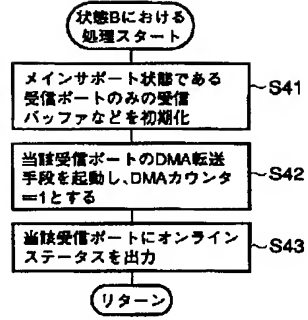 状態Bにおける
処理スタート
メインサポート状態である
受信ポートのみの受信
バッファなどを初期化
S41
当該受信ポートのDMA転送
手段を起動し、DMAカウンタ
=1とする
S42
当該受信ポートにオンライン
ステータスを出力
S43
リターン